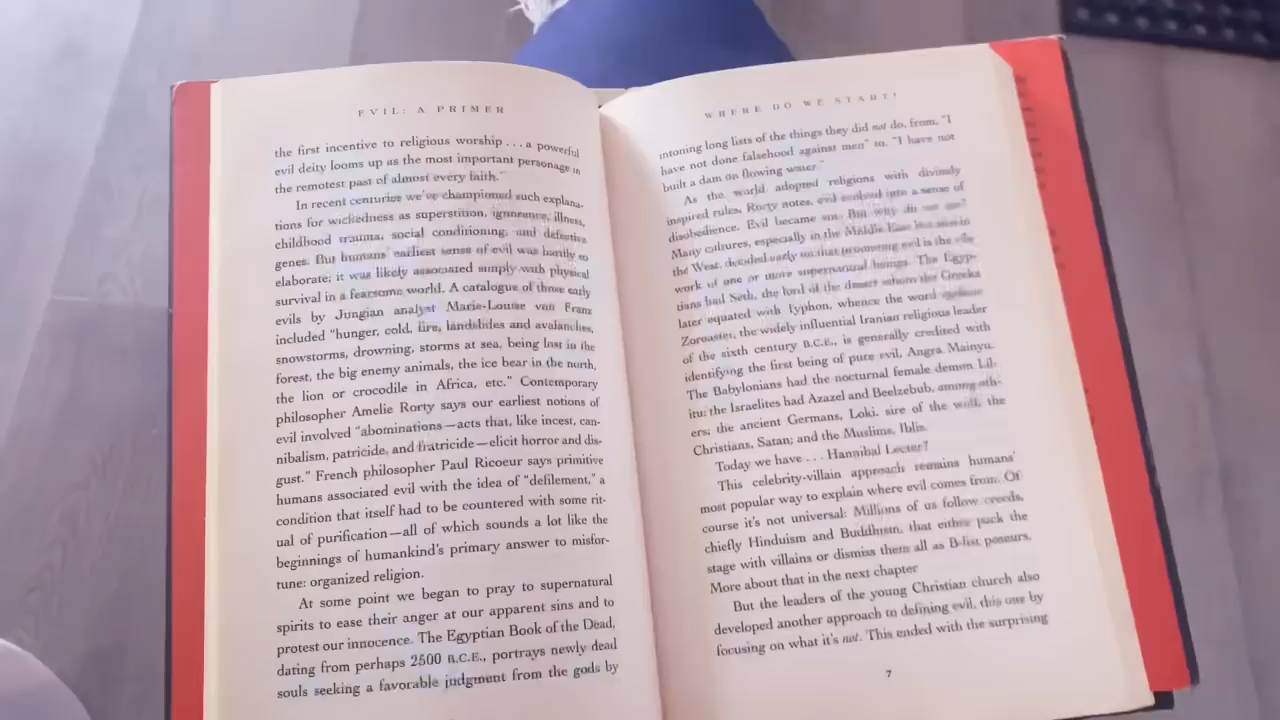 EVIL: A PRIMER
the first incentive to religious worship . . . a powerful
evil deity looms up as the most important personage in
the remotest past of almost every faith."
In recent centuries we've championed such explana-
tions for wickedness as superstition, ignorance, illness,
childhood trauma, social conditioning, and defective
genes. But humans' earliest sense of evil was hardly so
elaborate; it was likely associated simply with physical
survival in a fearsome world. A catalogue of those early
evils by Jungian analyst Marie-Louise von Franz
included "hunger, cold, fire, landslides and avalanches,
snowstorms, drowning, storms at sea, being lost in the
forest, the big enemy animals, the ice bear in the north,
the lion or crocodile in Africa, etc." Contemporary
philosopher Amelie Rorty says our earliest notions of
evil involved "abominations—acts that, like incest, can-
nibalism, patricide, and fratricide—elicit horror and dis-
gust." French philosopher Paul Ricoeur says primitive
humans associated evil with the idea of "defilement," a
condition that itself had to be countered with some rit-
ual of purification—all of which sounds a lot like the
beginnings of humankind's primary answer to misfor-
tune: organized religion.
At some point we began to pray to supernatural
spirits to ease their anger at our apparent sins and to
protest our innocence. The Egyptian Book of the Dead,
dating from perhaps 2500 B.C.E., portrays newly dead
souls seeking a favorable judgment from the gods by
WHERE DO WE START?
intoning long lists of the things they did not do, from, "I
have not done falsehood against men" to, "I have not
built a dam on flowing water."
As the world adopted religions with divinely
inspired rules, Rorty notes, evil evolved into a sense of
disobedience. Evil became sin. But why do we sin?
Many cultures, especially in the Middle East but also in
the West, decided early on that promoting evil is the
work of one or more supernatural beings. The Egyp-
tians had Seth, the lord of the desert whom the Greeks
later equated with Typhon, whence the word
Zoroaster, the widely influential Iranian religious leader
of the sixth century B.C.E., is generally credited with
identifying the first being of pure evil, Angra Mainyu.
The Babylonians had the nocturnal female demon Lil-
itu; the Israelites had Azazel and Beelzebub, among oth-
ers; the ancient Germans, Loki, sire of the wolf; the
Christians, Satan; and the Muslims, Iblis.
Today we have . . . Hannibal Lecter?
This celebrity-villain approach remains humans'
most popular way to explain where evil comes from. Of
course it's not universal: Millions of us follow creeds,
chiefly Hinduism and Buddhism, that either pack the
stage with villains or dismiss them all as B-list poseurs.
More about that in the next chapter
But the leaders of the young Christian church also
developed another approach to defining evil, this one by
focusing on what it's not. This ended with the surprising
7